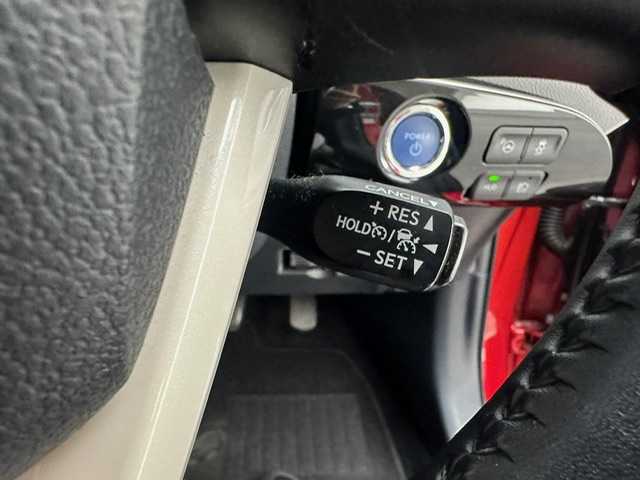 POWER
CANCEL▼
+ RES ▲
HOLD / ◀
− SET ▼